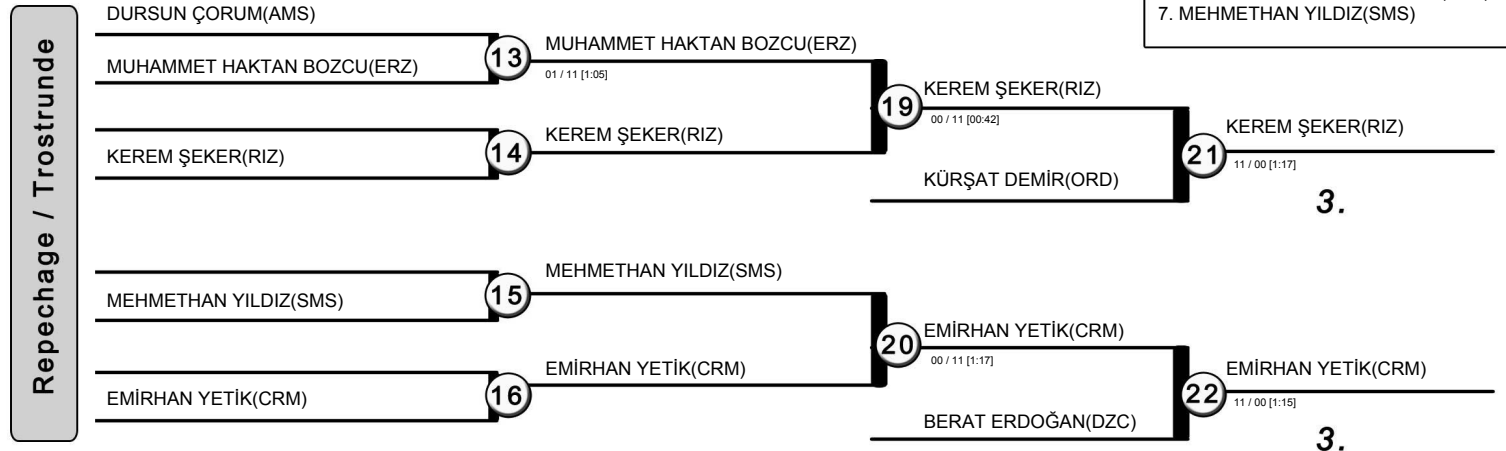 DURSUN ÇORUM(AMS)
7. MEHMETHAN YILDIZ(SMS)
Repechage / Trostrunde
MUHAMMET HAKTAN BOZCU(ERZ)
13
MUHAMMET HAKTAN BOZCU(ERZ)
01 / 11 [1:05]
19
KEREM ŞEKER(RIZ)
00 / 11 [00:42]
KEREM ŞEKER(RIZ)
14
KEREM ŞEKER(RIZ)
KÜRŞAT DEMİR(ORD)
21
KEREM ŞEKER(RIZ)
11 / 00 [1:17]
3.
MEHMETHAN YILDIZ(SMS)
15
MEHMETHAN YILDIZ(SMS)
20
EMİRHAN YETİK(CRM)
00 / 11 [1:17]
EMİRHAN YETİK(CRM)
16
EMİRHAN YETİK(CRM)
BERAT ERDOĞAN(DZC)
22
EMİRHAN YETİK(CRM)
11 / 00 [1:15]
3.